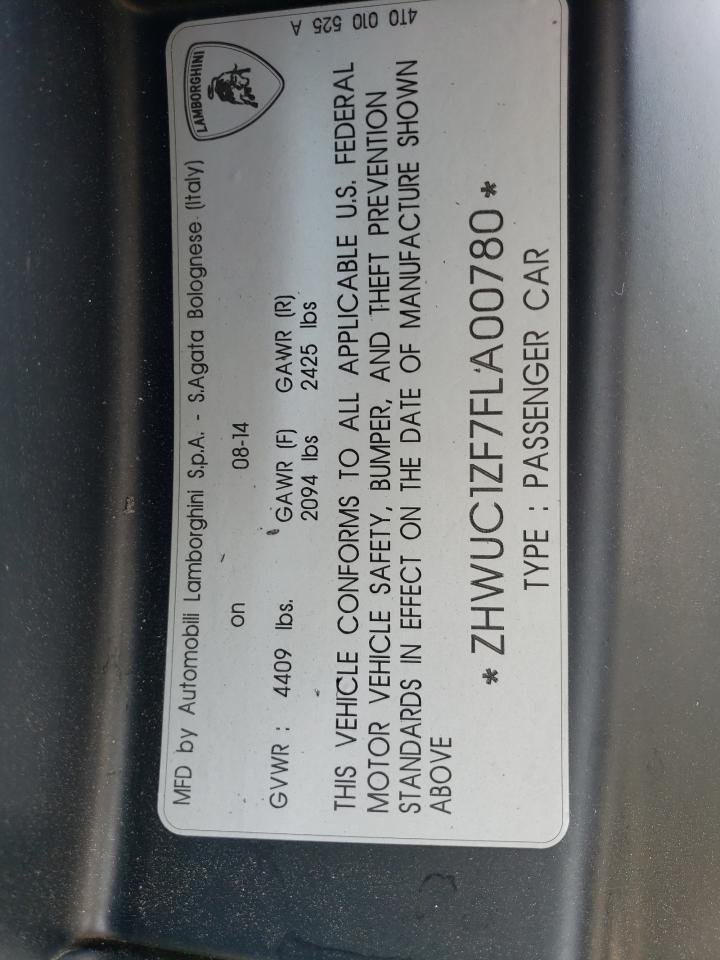 LAMBORGHINI
4T0 010 525 A
MFD by Automobili Lamborghini S.p.A. - S.Agata Bolognese (Italy)
on 08-14
GVWR : 4409 lbs. GAWR (F) GAWR (R)
2094 lbs 2425 lbs
THIS VEHICLE CONFORMS TO ALL APPLICABLE U.S. FEDERAL
MOTOR VEHICLE SAFETY, BUMPER, AND THEFT PREVENTION
STANDARDS IN EFFECT ON THE DATE OF MANUFACTURE SHOWN
ABOVE
*ZHWUC1ZF7FLA00780*
TYPE : PASSENGER CAR